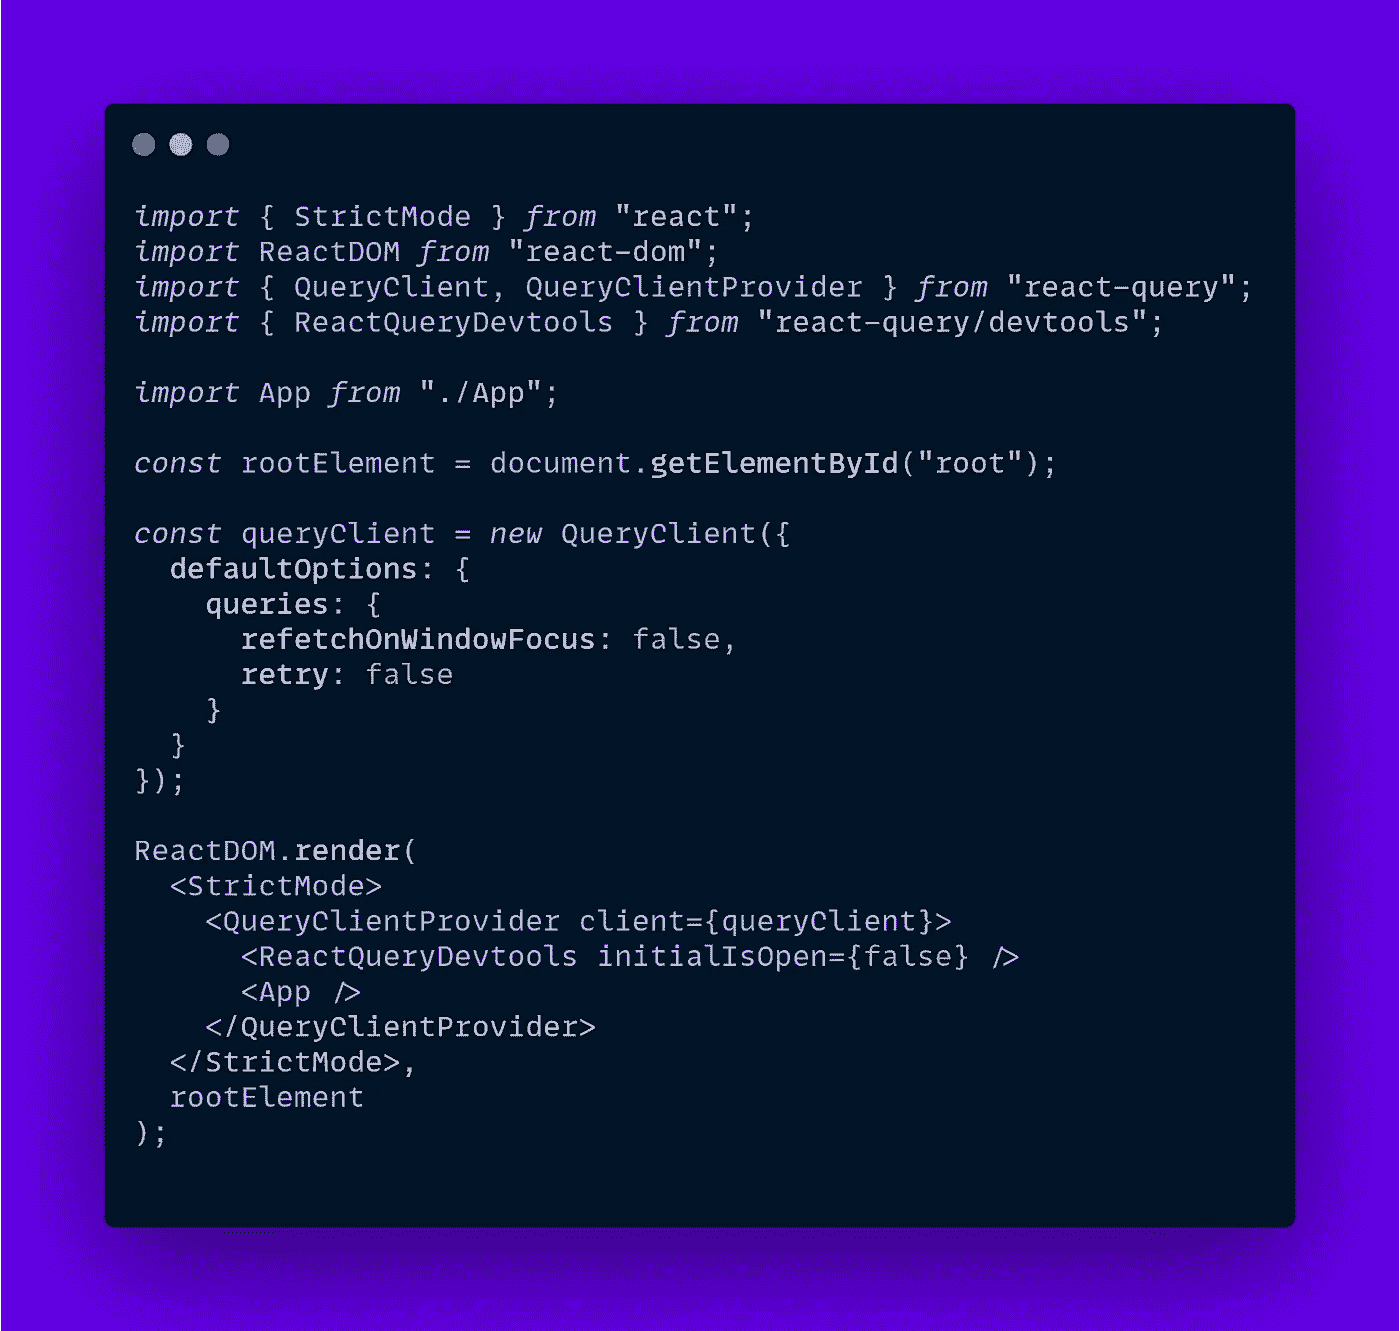 import { StrictMode } from "react";
import ReactDOM from "react-dom";
import { QueryClient, QueryClientProvider } from "react-query";
import { ReactQueryDevtools } from "react-query/devtools";

import App from "./App";

const rootElement = document.getElementById("root");

const queryClient = new QueryClient({
  defaultOptions: {
    queries: {
      refetchOnWindowFocus: false,
      retry: false
    }
  }
});

ReactDOM.render(
  <StrictMode>
    <QueryClientProvider client={queryClient}>
      <ReactQueryDevtools initialIsOpen={false} />
      <App />
    </QueryClientProvider>
  </StrictMode>,
  rootElement
);